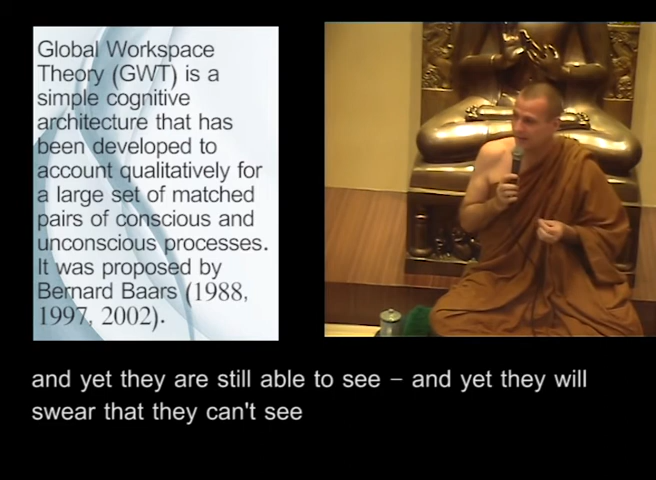 Global Workspace
Theory (GWT) is a
simple cognitive
architecture that has
been developed to
account qualitatively for
a large set of matched
pairs of conscious and
unconscious processes.
It was proposed by
Bernard Baars (1988,
1997, 2002).
and yet they are still able to see – and yet they will
swear that they can't see